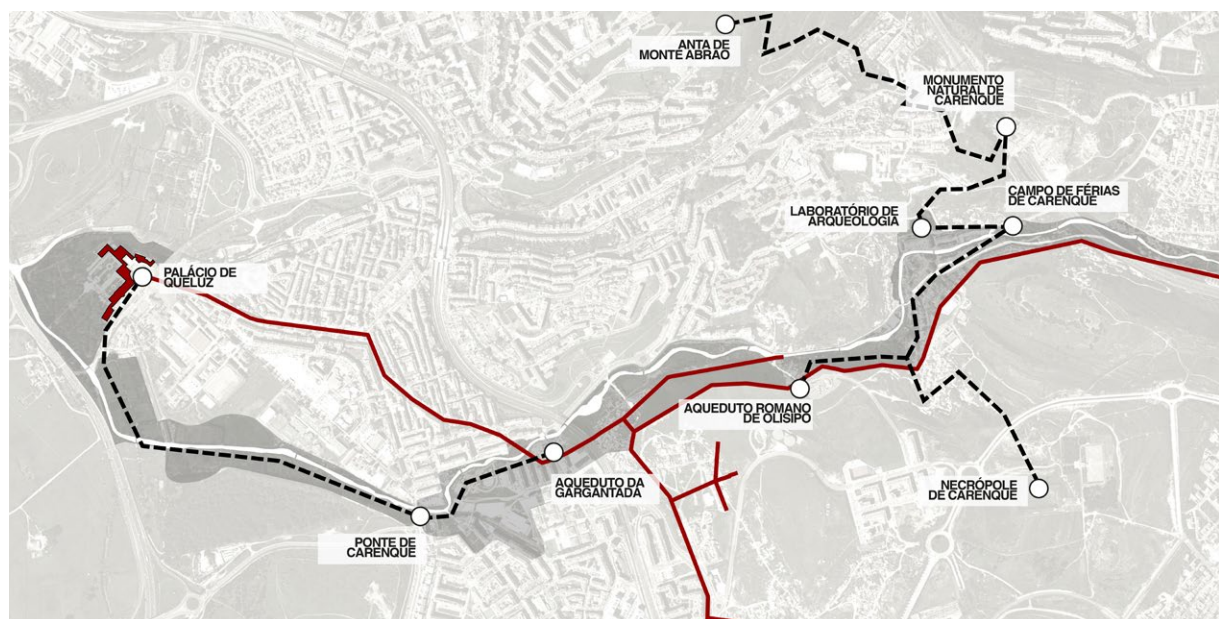 ANTA DE
MONTE ABRAÃO
MONUMENTO
NATURAL DE
CARENQUE
CAMPO DE FÉRIAS
DE CARENQUE
LABORATÓRIO DE
ARQUEOLOGIA
PALÁCIO DE
QUELUZ
AQUEDUTO ROMANO
DE OLISIPO
AQUEDUTO DA
GARGANTADA
NECRÓPOLE
DE CARENQUE
PONTE DE
CARENQUE